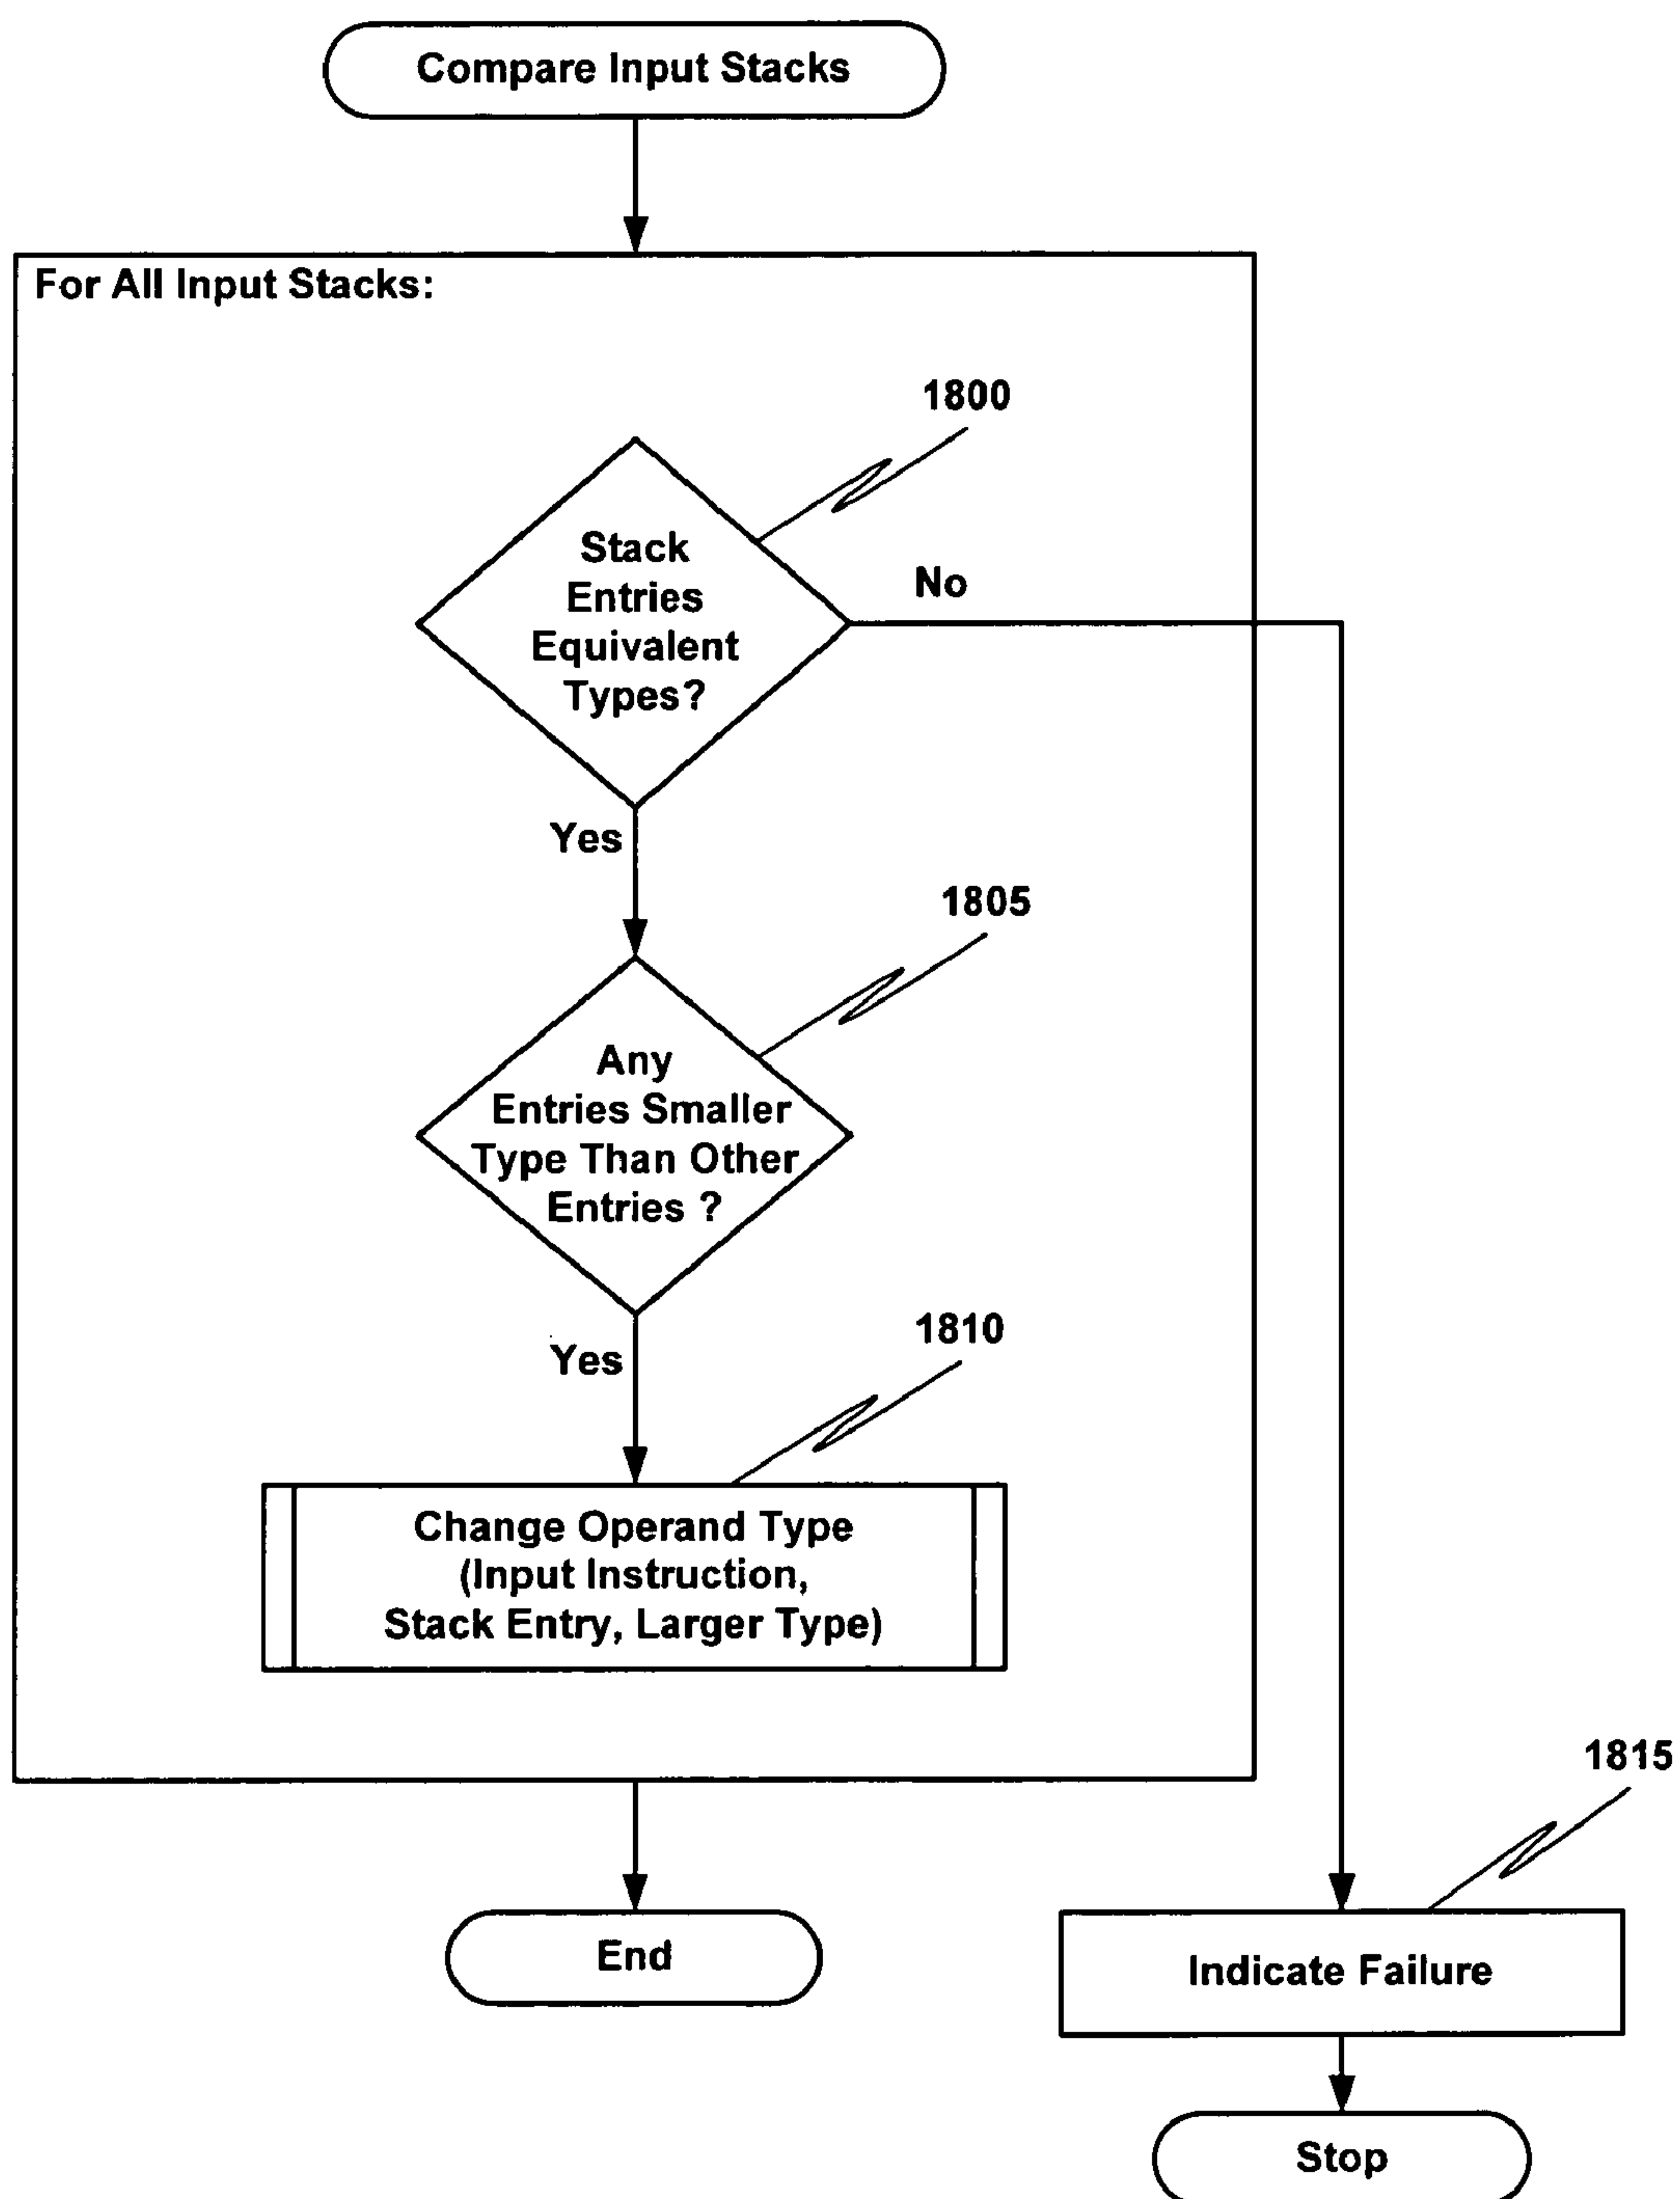 Compare Input Stacks
For All Input Stacks:
1800
Stack
Entries
Equivalent
Types?
No
Yes
1805
Any
Entries Smaller
Type Than Other
Entries ?
Yes
1810
Change Operand Type
(Input Instruction,
Stack Entry, Larger Type)
1815
End
Indicate Failure
Stop